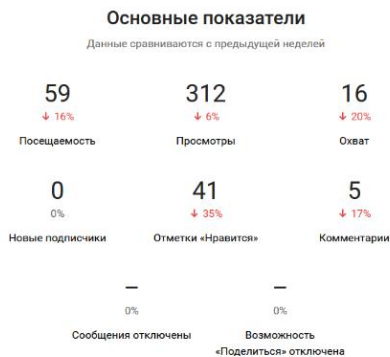 Основные показатели
Данные сравниваются с предыдущей неделей
59 312 16
↓ 16% ↓ 6% ↓ 20%
Посещаемость Просмотры Охват
0 41 5
0% ↓ 35% ↓ 17%
Новые подписчики Отметки «Нравится» Комментарии
– –
0% 0%
Сообщения отключены Возможность
«Поделиться» отключена